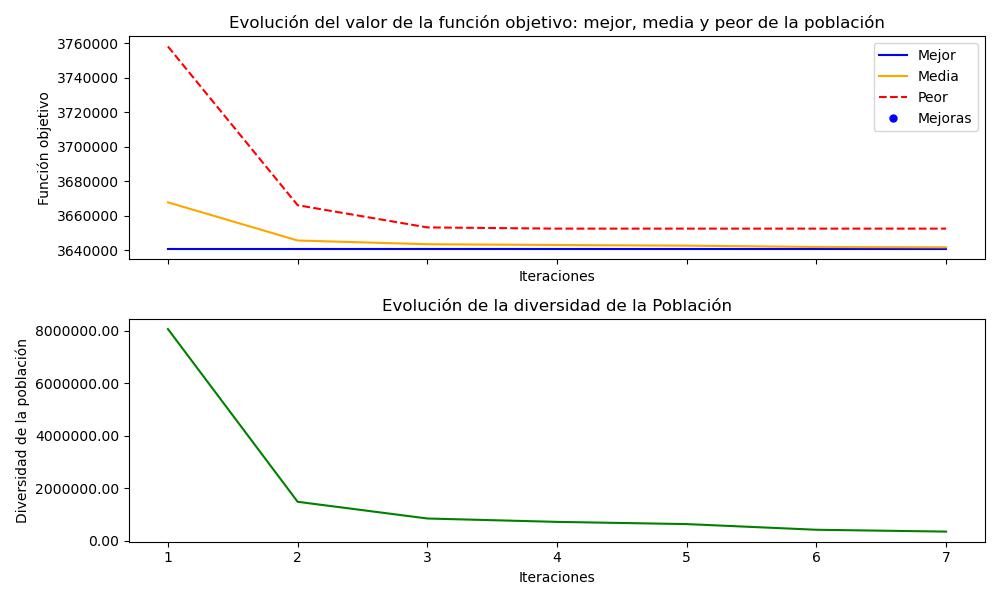 Evolución del valor de la función objetivo: mejor, media y peor de la población
Función objetivo
3760000
3740000
3720000
3700000
3680000
3660000
3640000
Mejor
Media
Peor
Mejoras
Iteraciones
Evolución de la diversidad de la Población
Diversidad de la población
8000000.00
6000000.00
4000000.00
2000000.00
0.00
1 2 3 4 5 6 7
Iteraciones